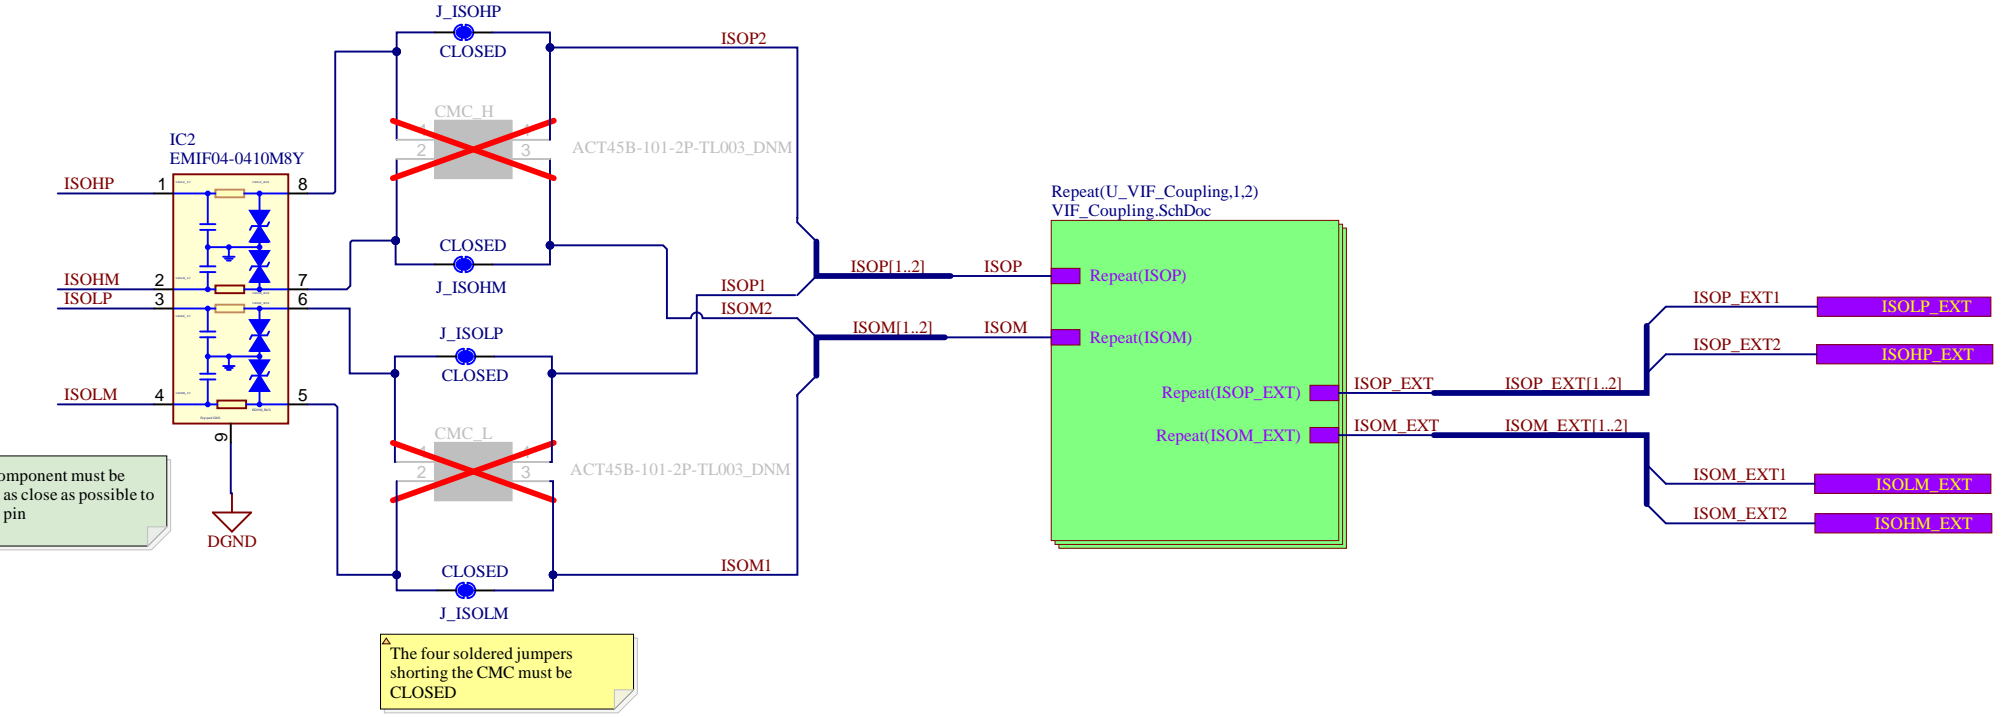 J_ISOHP
CLOSED
ISOP2
CMC_H
1
4
2
3
ACT45B-101-2P-TL003_DNM
IC2
EMIF04-0410M8Y
ISOHP
1
8
ISOHM
2
7
ISOLP
3
6
ISOLM
4
5
9
DGND
CLOSED
J_ISOHM
ISOP1
ISOM2
J_ISOLP
CLOSED
CMC_L
1
4
2
3
ACT45B-101-2P-TL003_DNM
CLOSED
J_ISOLM
ISOM1
omponent must be
as close as possible to
pin
The four soldered jumpers
shorting the CMC must be
CLOSED
Repeat(U_VIF_Coupling,1,2)
VIF_Coupling.SchDoc
ISOP[1..2]
ISOP
Repeat(ISOP)
ISOM[1..2]
ISOM
Repeat(ISOM)
Repeat(ISOP_EXT)
ISOP_EXT
ISOP_EXT[1..2]
Repeat(ISOM_EXT)
ISOM_EXT
ISOM_EXT[1..2]
ISOP_EXT1
ISOLP_EXT
ISOP_EXT2
ISOHP_EXT
ISOM_EXT1
ISOLM_EXT
ISOM_EXT2
ISOHM_EXT